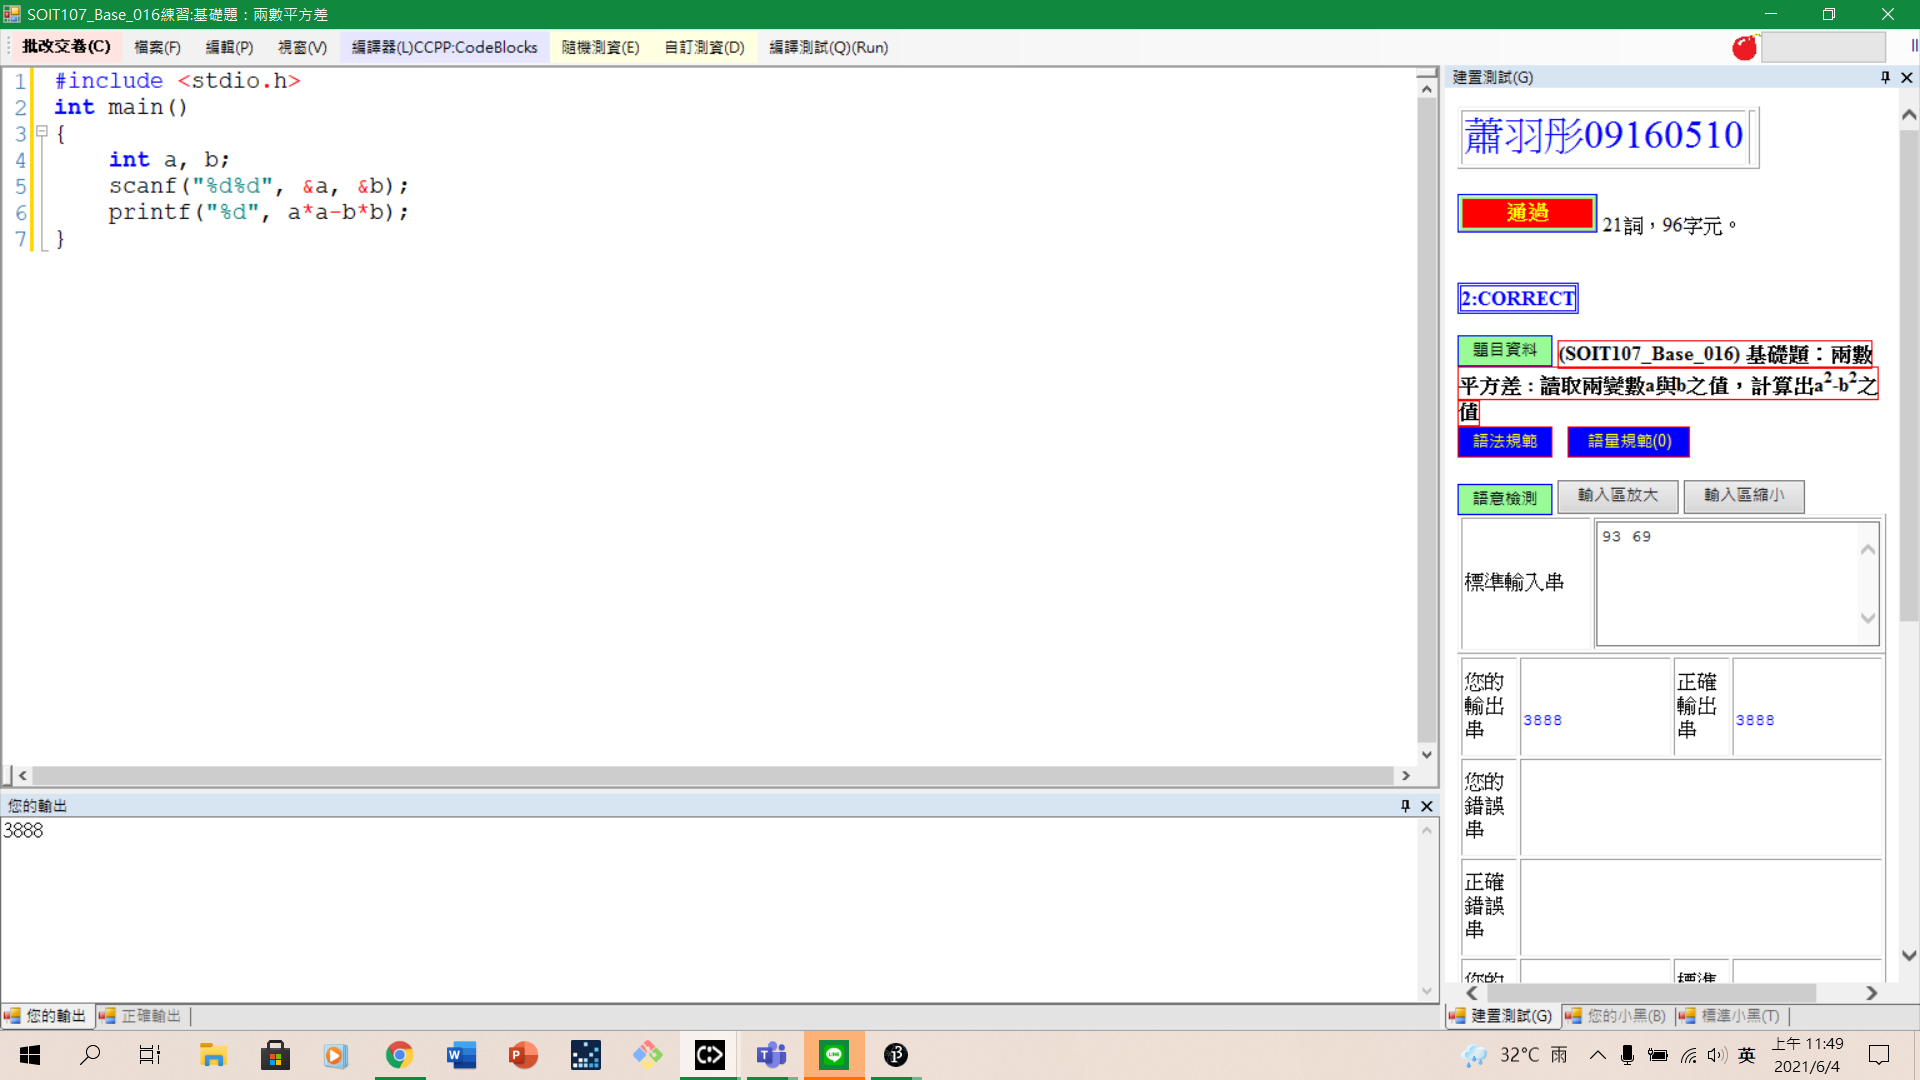 SOIT107_Base_016練習:基礎題：兩數平方差
批改交卷(C) 檔案(F) 編輯(P) 視窗(V) 編譯器(L)CCPP:CodeBlocks 隨機測資(E) 自訂測資(D) 編譯測試(Q)(Run)
1 #include <stdio.h>
2 int main()
3 {
4 int a, b;
5 scanf("%d%d", &a, &b);
6 printf("%d", a*a-b*b);
7 }
您的輸出
3888
您的輸出 正確輸出
建置測試(G)
蕭羽彤09160510
通過 21詞，96字元。
2:CORRECT
題目資料 (SOIT107_Base_016) 基礎題：兩數
平方差：讀取兩變數a與b之值，計算出a²-b²之
值
語法規範 語量規範(0)
語意檢測 輸入區放大 輸入區縮小
標準輸入串 93 69
您的輸出串 3888 正確輸出串 3888
您的錯誤串
正確錯誤串
您的 標準
建置測試(G) 您的小黑(B) 標準小黑(T)
32°C 雨 英 上午 11:49
2021/6/4